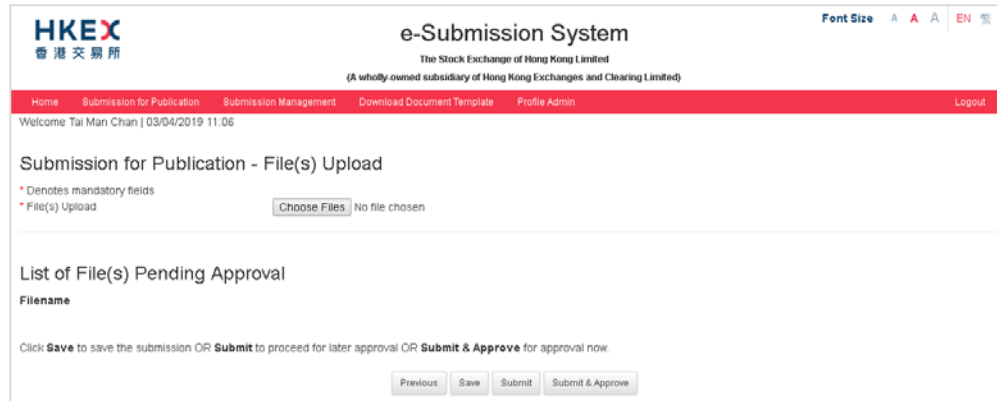 HKEX
香港交易所
Font Size A A A EN 繁
e-Submission System
The Stock Exchange of Hong Kong Limited
(A wholly-owned subsidiary of Hong Kong Exchanges and Clearing Limited)
Home Submission for Publication Submission Management Download Document Template Profile Admin Logout
Welcome Tai Man Chan | 03/04/2019 11:06
Submission for Publication - File(s) Upload
* Denotes mandatory fields
* File(s) Upload Choose Files No file chosen
List of File(s) Pending Approval
Filename
Click Save to save the submission OR Submit to proceed for later approval OR Submit & Approve for approval now.
Previous Save Submit Submit & Approve